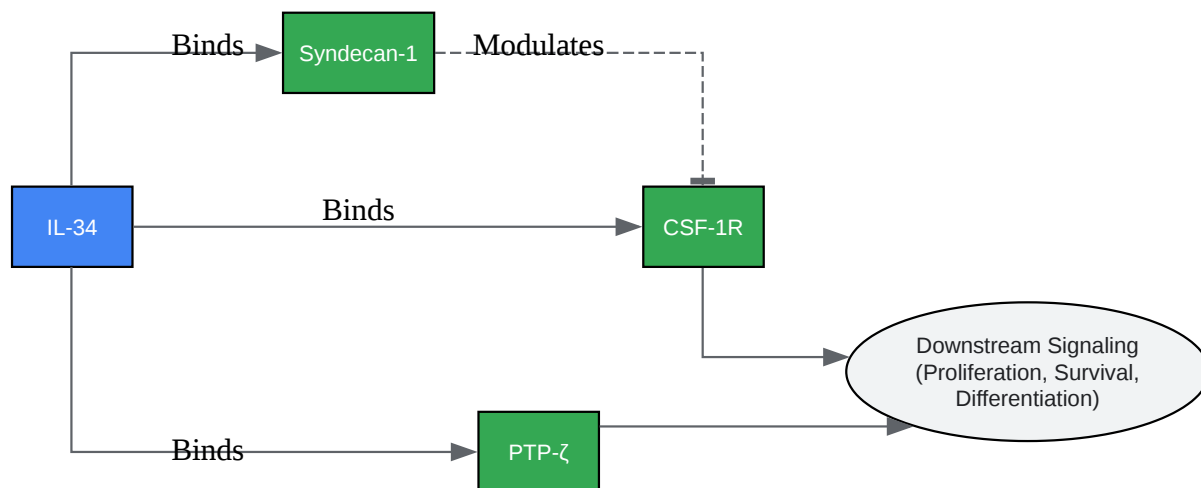 Binds
Syndecan-1
Modulates
IL-34
Binds
CSF-1R
Downstream Signaling
(Proliferation, Survival,
Differentiation)
Binds
PTP-ζ